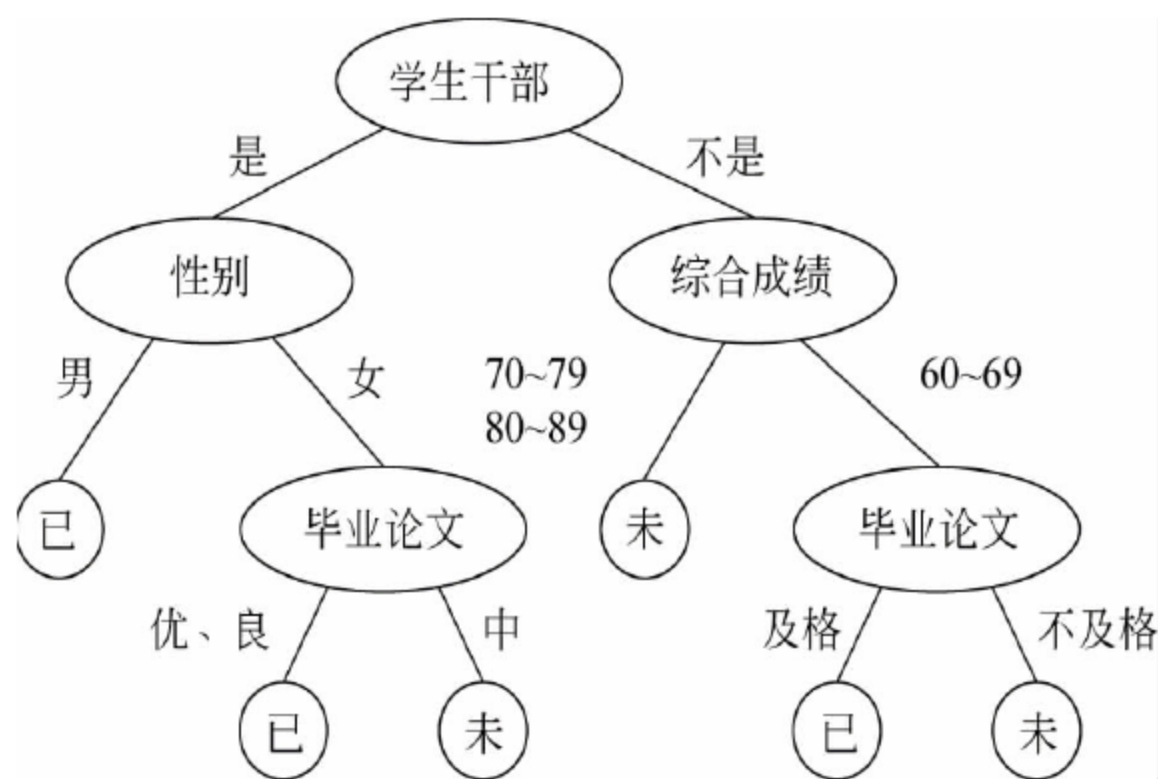 学生干部
是
不是
性别
综合成绩
男
女
70~79
80~89
60~69
已
毕业论文
未
毕业论文
优、良
中
及格
不及格
已
未
已
未